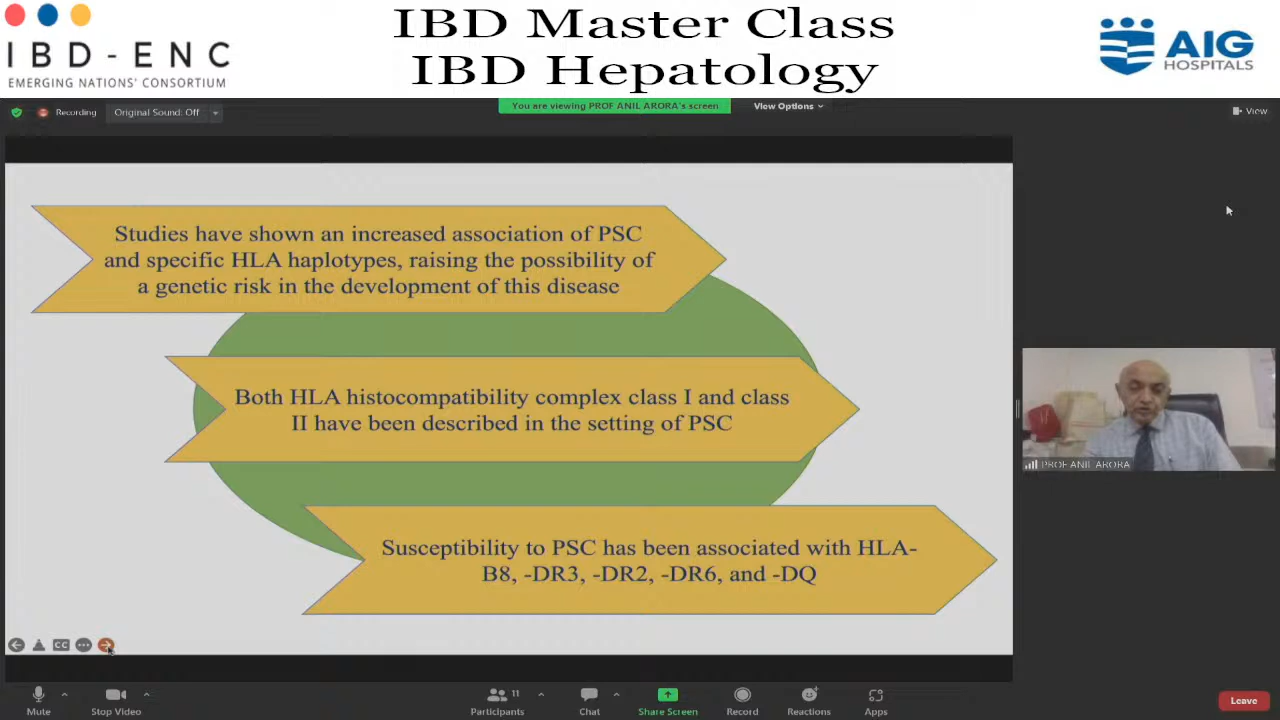 IBD-ENC
EMERGING NATIONS' CONSORTIUM
IBD Master Class
IBD Hepatology
AIG
HOSPITALS
Recording
Original Sound: Off
You are viewing PROF ANIL ARORA's screen
View Options
View
Studies have shown an increased association of PSC
and specific HLA haplotypes, raising the possibility of
a genetic risk in the development of this disease
Both HLA histocompatibility complex class I and class
II have been described in the setting of PSC
Susceptibility to PSC has been associated with HLA-
B8, -DR3, -DR2, -DR6, and -DQ
PROF ANIL ARORA
CC
Mute
Stop Video
11
Participants
Chat
Share Screen
Record
Reactions
Apps
Leave